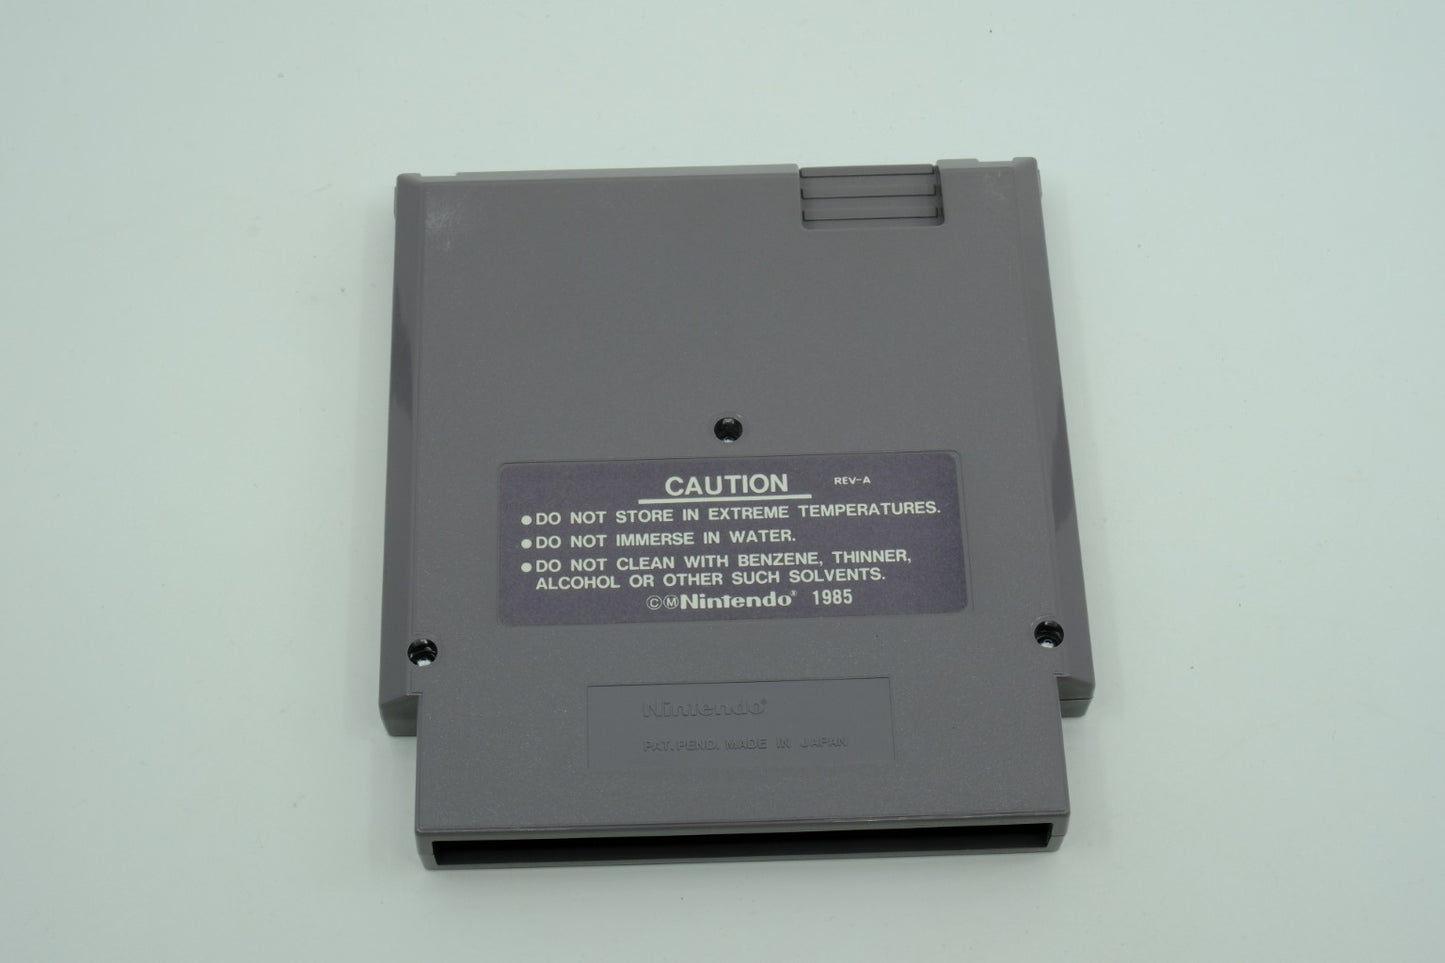 CAUTION REV-A
●DO NOT STORE IN EXTREME TEMPERATURES.
●DO NOT IMMERSE IN WATER.
●DO NOT CLEAN WITH BENZENE, THINNER,
ALCOHOL OR OTHER SUCH SOLVENTS.
©ⓂNintendo® 1985
Nintendo®
PAT. PEND. MADE IN JAPAN